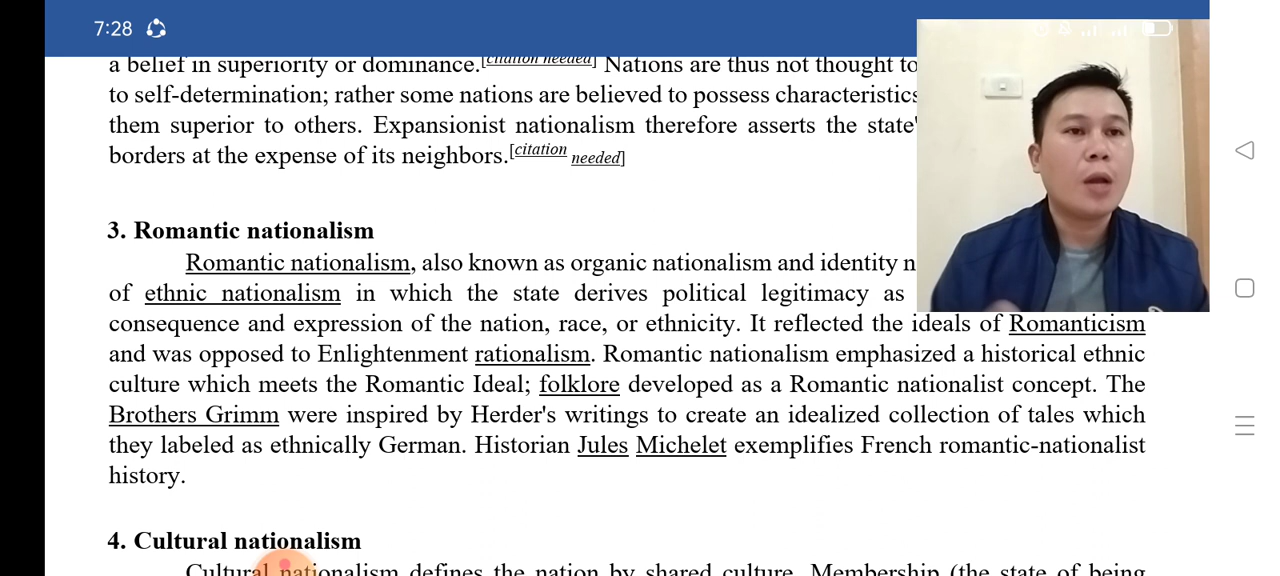 7:28
a belief in superiority or dominance.[citation needed] Nations are thus not thought to
to self-determination; rather some nations are believed to possess characteristics
them superior to others. Expansionist nationalism therefore asserts the state'
borders at the expense of its neighbors.[citation needed]
3. Romantic nationalism
Romantic nationalism, also known as organic nationalism and identity n
of ethnic nationalism in which the state derives political legitimacy as
consequence and expression of the nation, race, or ethnicity. It reflected the ideals of Romanticism
and was opposed to Enlightenment rationalism. Romantic nationalism emphasized a historical ethnic
culture which meets the Romantic Ideal; folklore developed as a Romantic nationalist concept. The
Brothers Grimm were inspired by Herder's writings to create an idealized collection of tales which
they labeled as ethnically German. Historian Jules Michelet exemplifies French romantic-nationalist
history.
4. Cultural nationalism
Cultural nationalism defines the nation by shared culture. Membership (the state of being